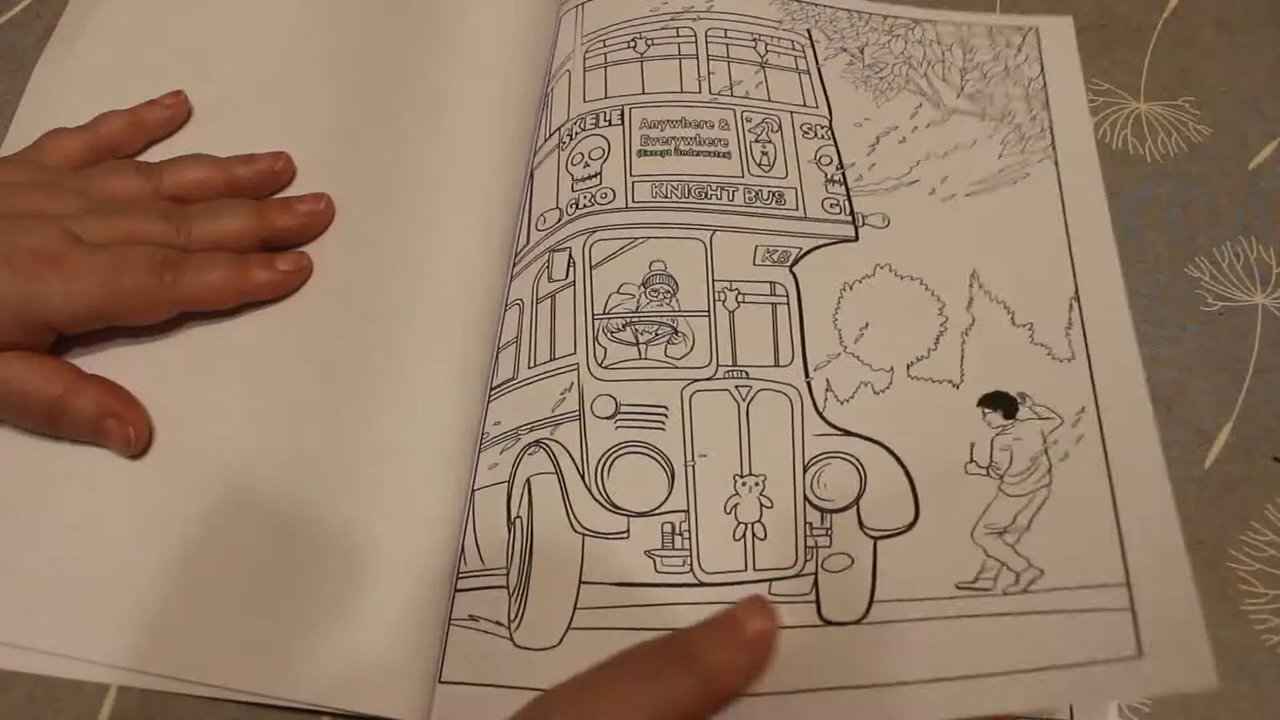 SKELE
GRO
Anywhere &
Everywhere
(Except Underwater)
KNIGHT BUS
SK
G
KB